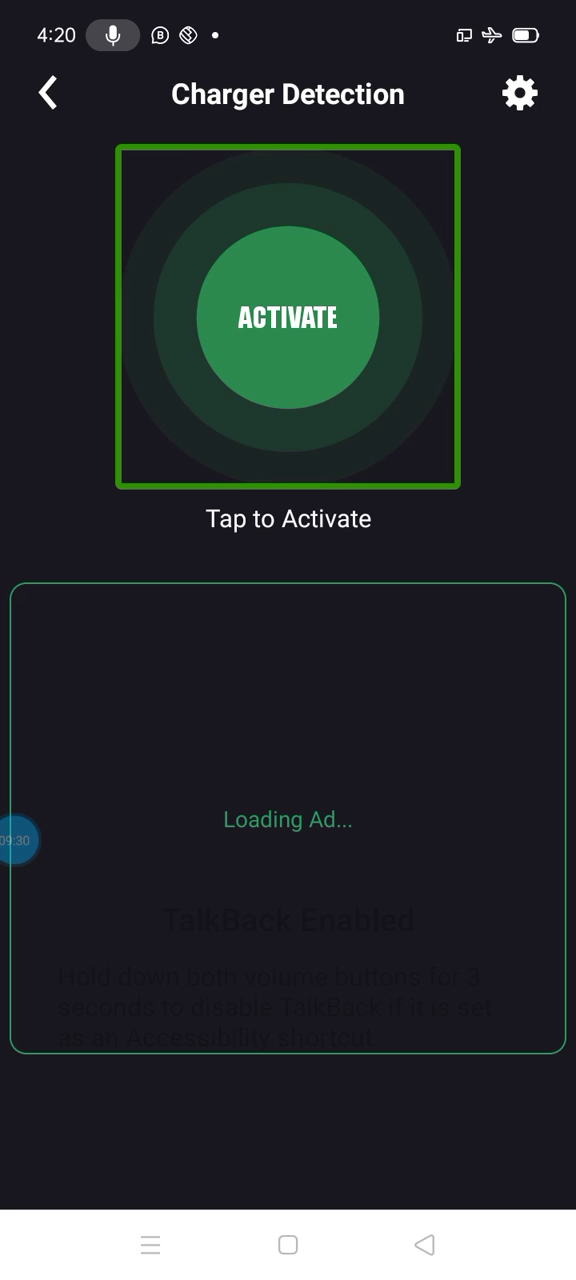 4:20
Charger Detection
ACTIVATE
Tap to Activate
Loading Ad...
09:30
TalkBack Enabled
Hold down both volume buttons for 3
seconds to disable TalkBack if it is set
as an Accessibility shortcut.